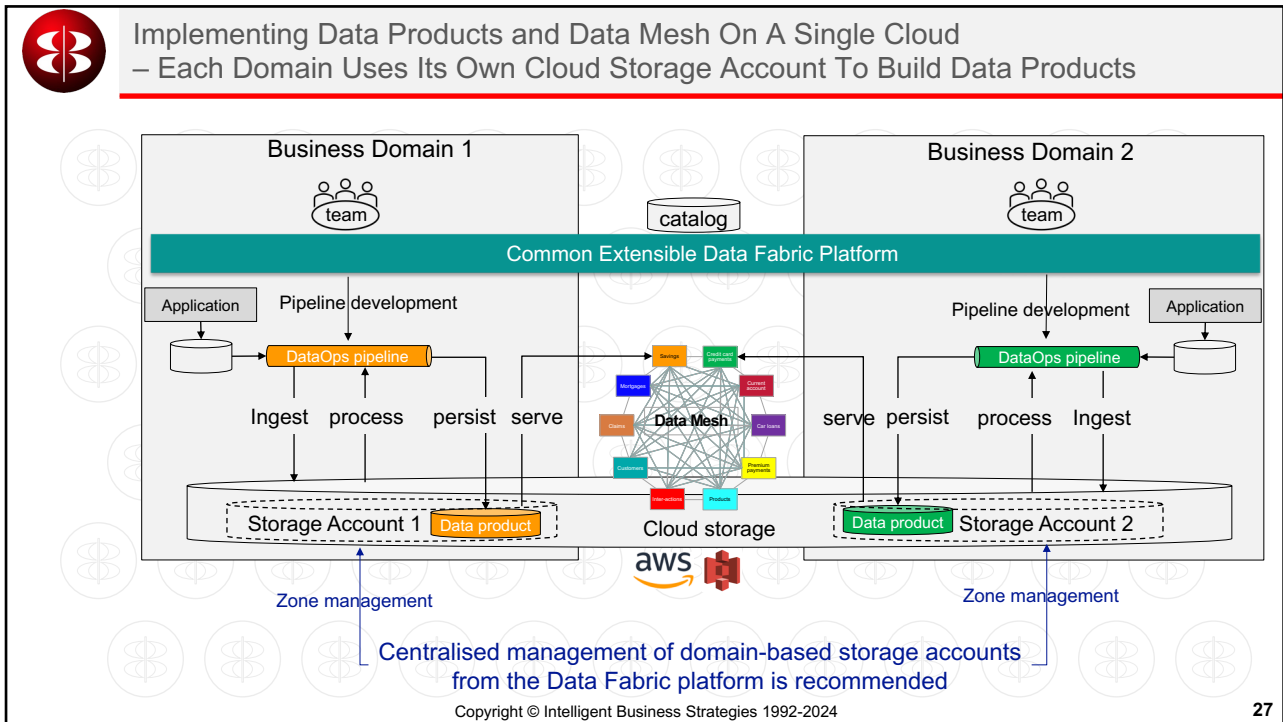 Implementing Data Products and Data Mesh On A Single Cloud
– Each Domain Uses Its Own Cloud Storage Account To Build Data Products
Business Domain 1
team
catalog
Business Domain 2
team
Common Extensible Data Fabric Platform
Application
Pipeline development
DataOps pipeline
Ingest
process
persist
serve
Savings
Credit card
payments
Mortgages
Current
account
Claims
Data Mesh
Car loans
Customers
Premium
payments
Inter-actions
Products
Pipeline development
Application
DataOps pipeline
serve
persist
process
Ingest
Storage Account 1
Data product
Cloud storage
Data product
Storage Account 2
aws
Zone management
Zone management
Centralised management of domain-based storage accounts
from the Data Fabric platform is recommended
Copyright © Intelligent Business Strategies 1992-2024
27